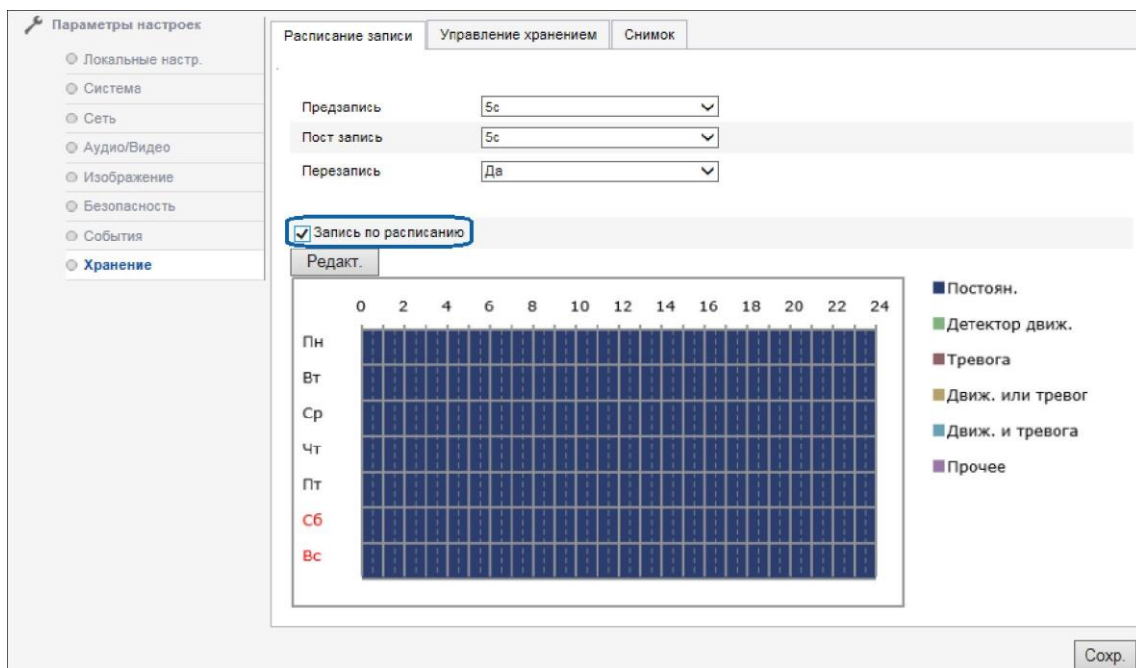 Параметры настроек
Локальные настр.
Система
Сеть
Аудио/Видео
Изображение
Безопасность
События
Хранение
Расписание записи Управление хранением Снимок
Предзапись 5с
Пост запись 5с
Перезапись Да
Запись по расписанию
Редакт.
0 2 4 6 8 10 12 14 16 18 20 22 24
Пн
Вт
Ср
Чт
Пт
Сб
Вс
Постоян.
Детектор движ.
Тревога
Движ. или тревог
Движ. и тревога
Прочее
Сохр.